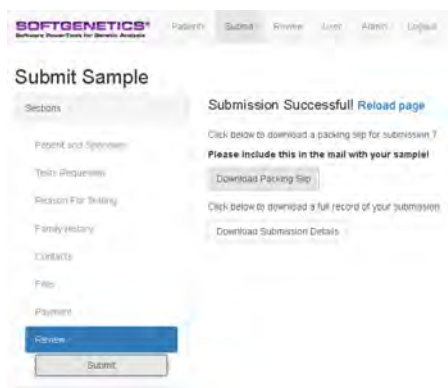 SOFTGENETICS®
Software PowerTools for Genetic Analysis
Patients Submit Review User Admin Logout
Submit Sample
Sections
Patient and Specimen
Tests Requested
Reason For Testing
Family History
Contacts
Files
Payment
Review
Submit
Submission Successful! Reload page
Click below to download a packing slip for submission 7
Please include this in the mail with your sample!
Download Packing Slip
Click below to download a full record of your submission
Download Submission Details